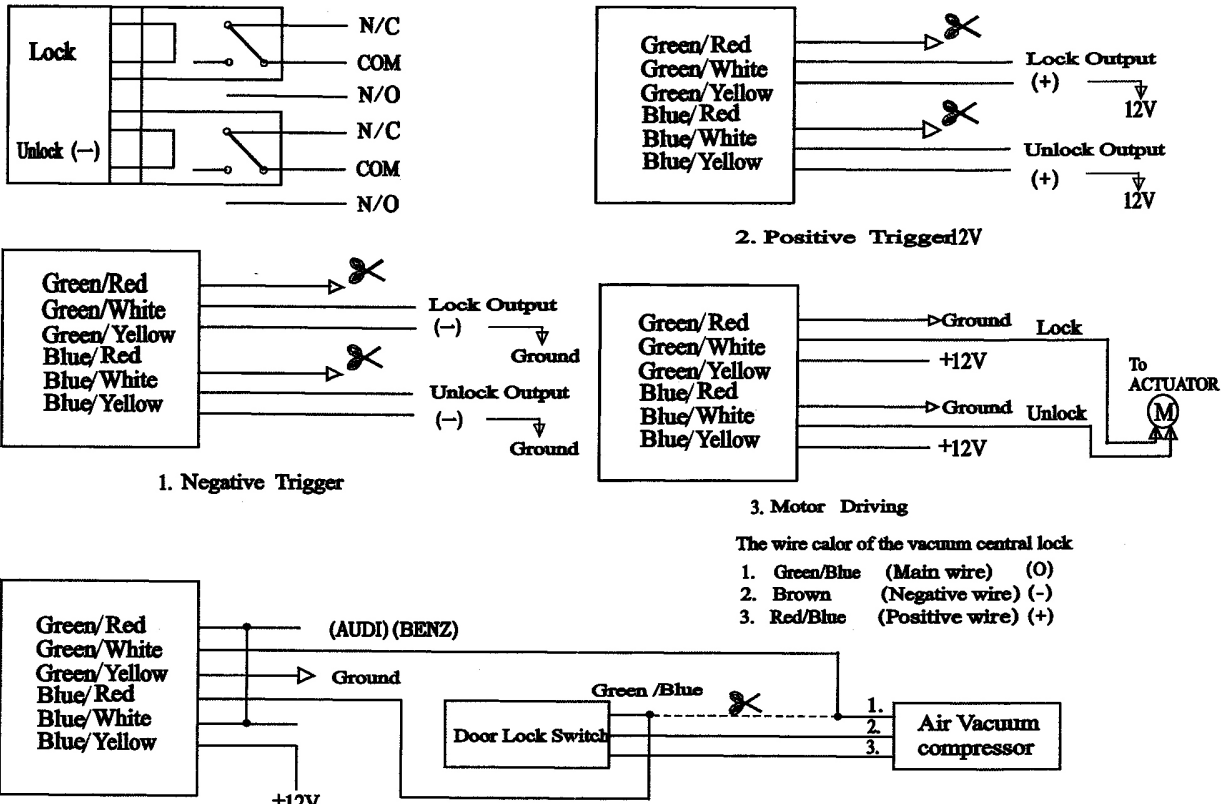 Lock
Unlock (—)
N/C
COM
N/O
N/C
COM
N/O
Green/Red
Green/White
Green/Yellow
Blue/Red
Blue/White
Blue/Yellow
Lock Output
(+)
12V
Unlock Output
(+)
12V
2. Positive Trigger12V
Green/Red
Green/White
Green/Yellow
Blue/Red
Blue/White
Blue/Yellow
Lock Output
(—)
Ground
Unlock Output
(—)
Ground
1. Negative Trigger
Green/Red
Green/White
Green/Yellow
Blue/Red
Blue/White
Blue/Yellow
Ground
Lock
+12V
Ground
Unlock
+12V
To
ACTUATOR
M
3. Motor Driving
The wire calor of the vacuum central lock
1. Green/Blue (Main wire) (O)
2. Brown (Negative wire) (-)
3. Red/Blue (Positive wire) (+)
Green/Red
Green/White
Green/Yellow
Blue/Red
Blue/White
Blue/Yellow
(AUDI) (BENZ)
Ground
+12V
Green /Blue
Door Lock Switch
1.
2.
3.
Air Vacuum
compressor